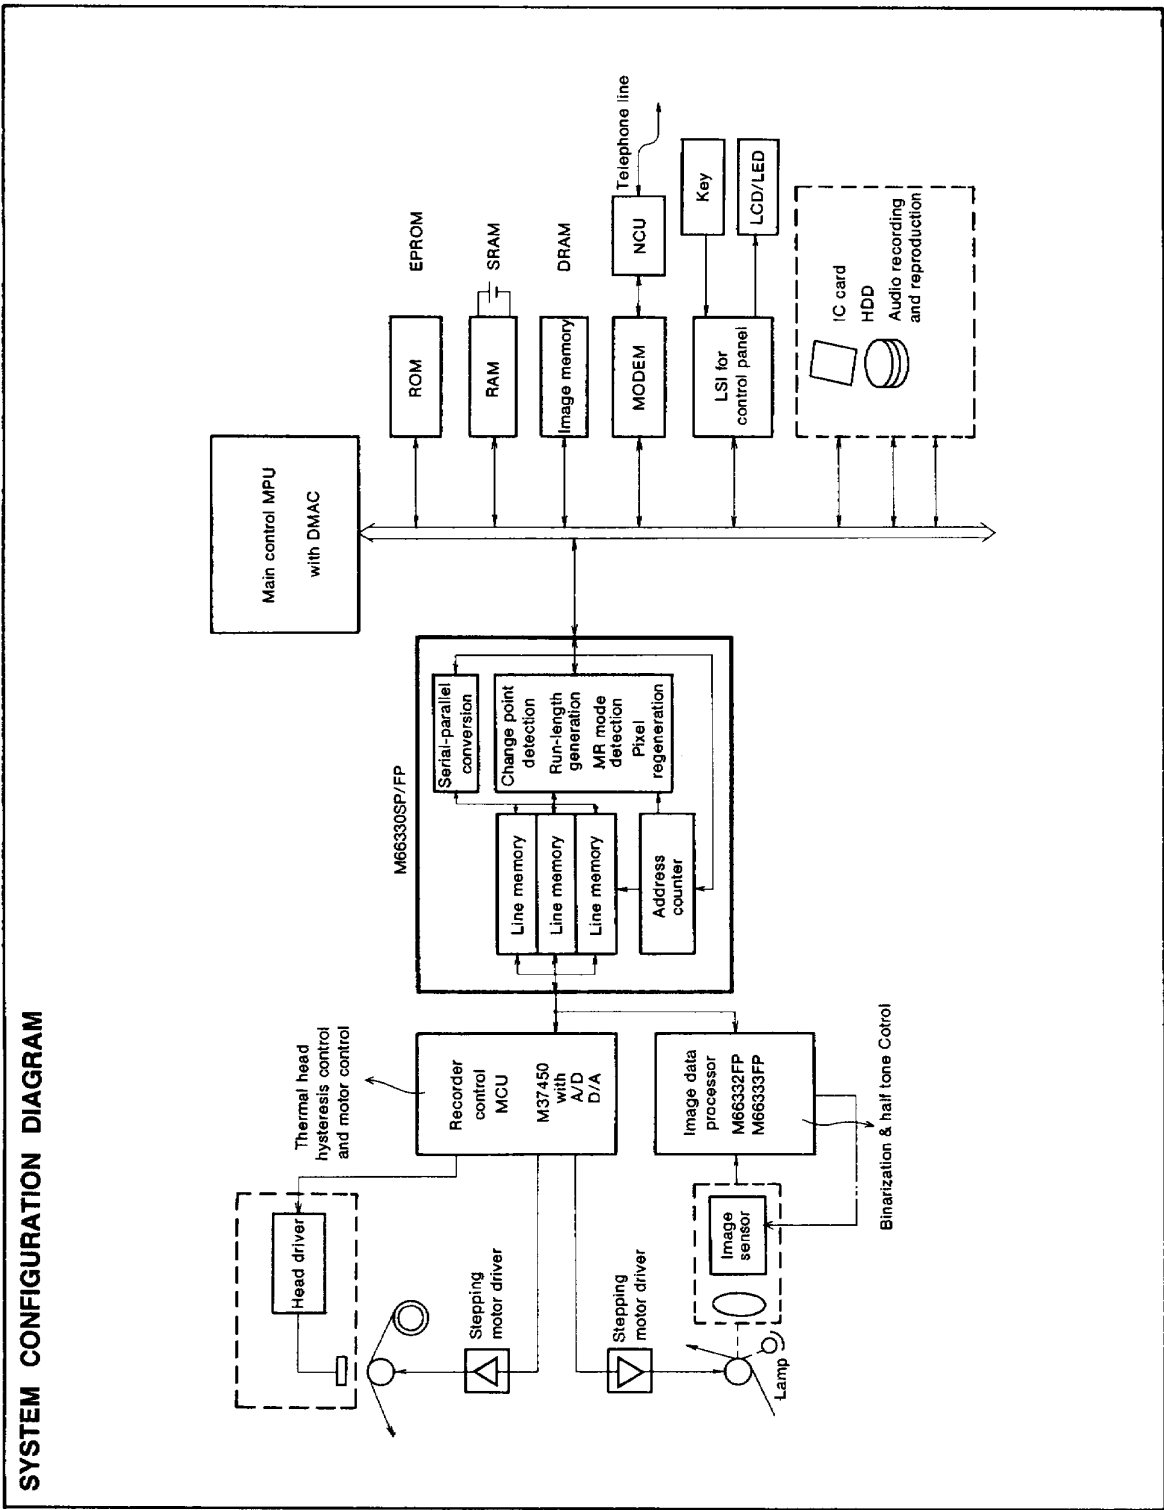 SYSTEM CONFIGURATION DIAGRAM
Main control MPU
with DMAC
ROM
EPROM
RAM
SRAM
Image memory
DRAM
MODEM
NCU
Telephone line
LSI for
control panel
Key
LCD/LED
IC card
HDD
Audio recording
and reproduction
M66330SP/FP
Serial-parallel
conversion
Change point
detection
Run-length
generation
MR mode
detection
Pixel
regeneration
Line memory
Line memory
Line memory
Address
counter
Thermal head
hysteresis control
and motor control
Recorder
control
MCU
M37450
with
A/D
D/A
Head driver
Stepping
motor driver
Stepping
motor driver
Image data
processor
M66332FP
M66333FP
Image
sensor
Lamp
Binarization & half tone Cotrol